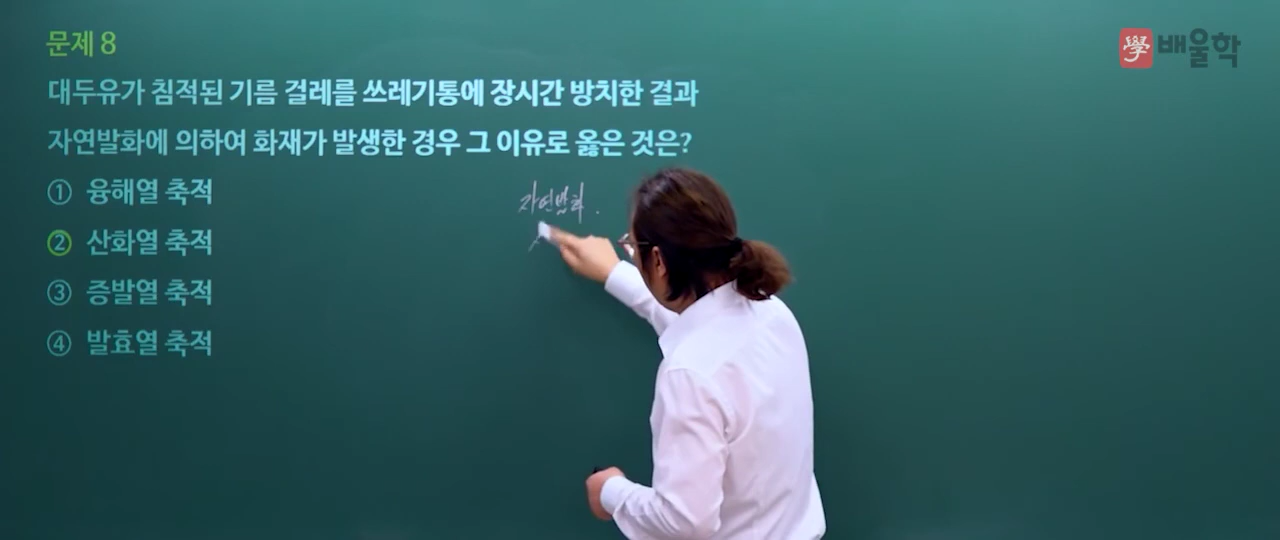 문제 8
學 배울학
대두유가 침적된 기름 걸레를 쓰레기통에 장시간 방치한 결과
자연발화에 의하여 화재가 발생한 경우 그 이유로 옳은 것은?
① 융해열 축적
자연발화.
② 산화열 축적
③ 증발열 축적
④ 발효열 축적